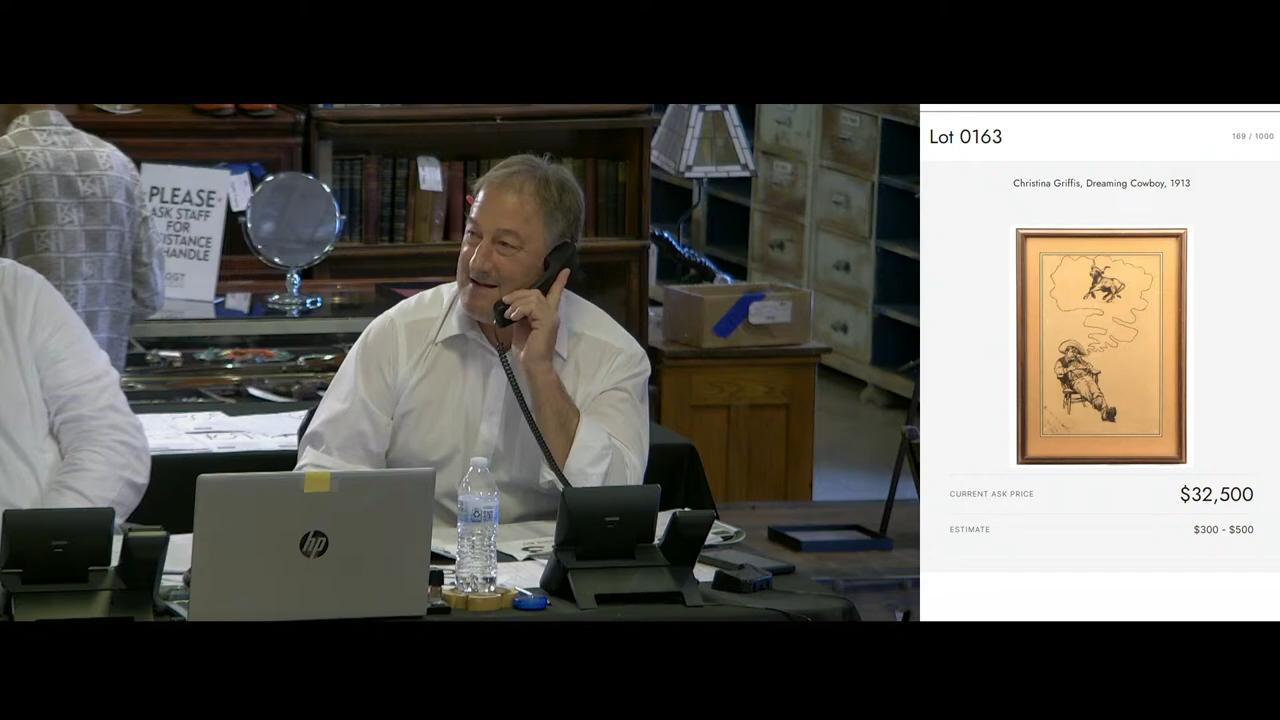 PLEASE
ASK STAFF
FOR
HANDLE
OGT
hp
Lot 0163
169 / 1000
Christina Griffis, Dreaming Cowboy, 1913
CURRENT ASK PRICE
$32,500
ESTIMATE
$300 - $500